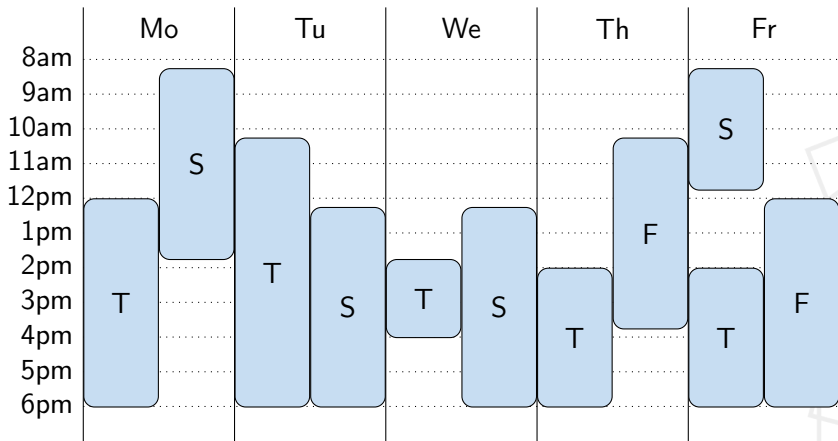 Mo Tu We Th Fr
8am
9am
10am S
11am S
12pm
1pm F
2pm T
3pm T T S S F
4pm T T
5pm
6pm